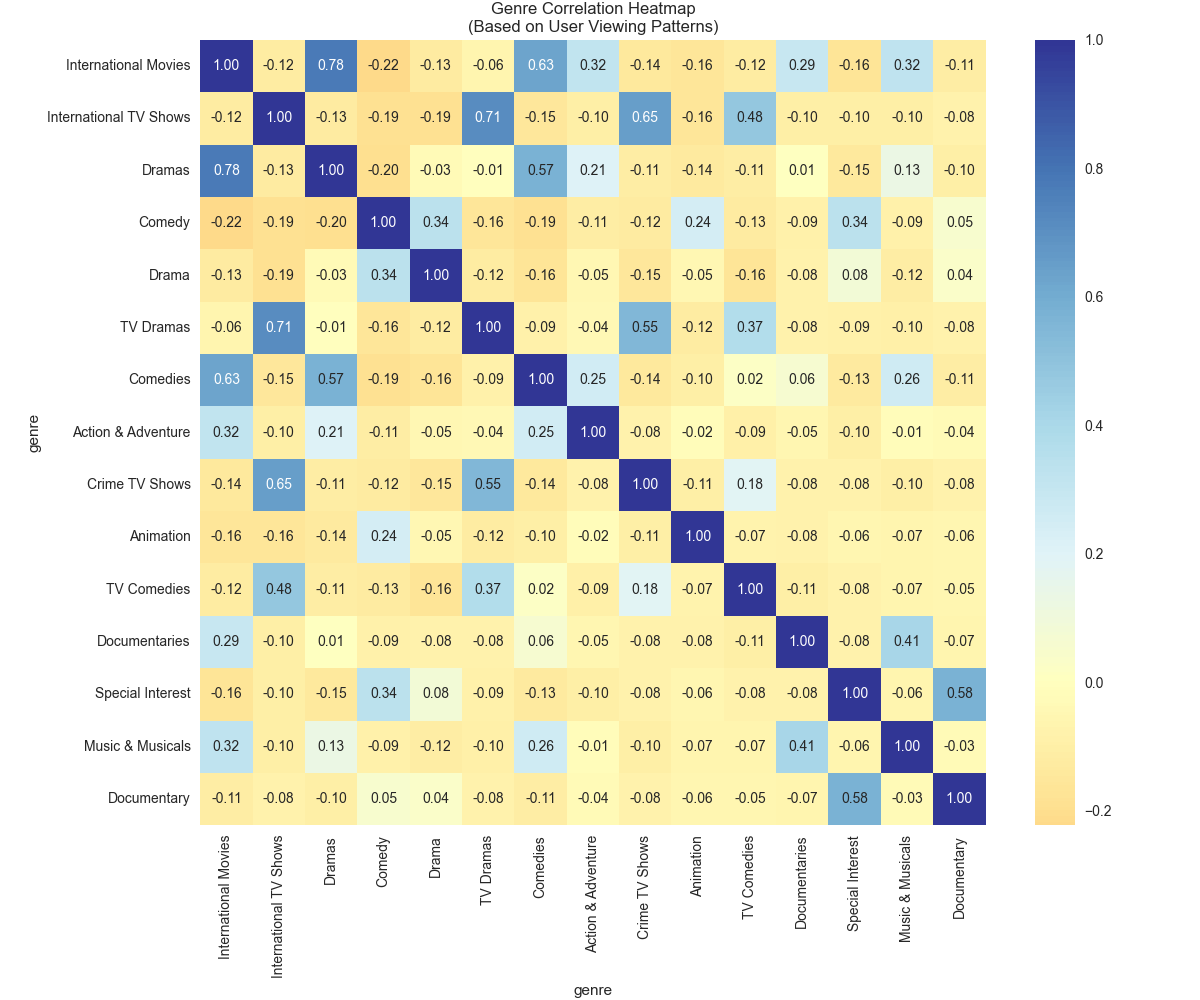 Genre Correlation Heatmap
(Based on User Viewing Patterns)
International Movies 1.00 -0.12 0.78 -0.22 -0.13 -0.06 0.63 0.32 -0.14 -0.16 -0.12 0.29 -0.16 0.32 -0.11
International TV Shows -0.12 1.00 -0.13 -0.19 -0.19 0.71 -0.15 -0.10 0.65 -0.16 0.48 -0.10 -0.10 -0.10 -0.08
Dramas 0.78 -0.13 1.00 -0.20 -0.03 -0.01 0.57 0.21 -0.11 -0.14 -0.11 0.01 -0.15 0.13 -0.10
Comedy -0.22 -0.19 -0.20 1.00 0.34 -0.16 -0.19 -0.11 -0.12 0.24 -0.13 -0.09 0.34 -0.09 0.05
Drama -0.13 -0.19 -0.03 0.34 1.00 -0.12 -0.16 -0.05 -0.15 -0.05 -0.16 -0.08 0.08 -0.12 0.04
TV Dramas -0.06 0.71 -0.01 -0.16 -0.12 1.00 -0.09 -0.04 0.55 -0.12 0.37 -0.08 -0.09 -0.10 -0.08
Comedies 0.63 -0.15 0.57 -0.19 -0.16 -0.09 1.00 0.25 -0.14 -0.10 0.02 0.06 -0.13 0.26 -0.11
Action & Adventure 0.32 -0.10 0.21 -0.11 -0.05 -0.04 0.25 1.00 -0.08 -0.02 -0.09 -0.05 -0.10 -0.01 -0.04
Crime TV Shows -0.14 0.65 -0.11 -0.12 -0.15 0.55 -0.14 -0.08 1.00 -0.11 0.18 -0.08 -0.08 -0.10 -0.08
Animation -0.16 -0.16 -0.14 0.24 -0.05 -0.12 -0.10 -0.02 -0.11 1.00 -0.07 -0.08 -0.06 -0.07 -0.06
TV Comedies -0.12 0.48 -0.11 -0.13 -0.16 0.37 0.02 -0.09 0.18 -0.07 1.00 -0.11 -0.08 -0.07 -0.05
Documentaries 0.29 -0.10 0.01 -0.09 -0.08 -0.08 0.06 -0.05 -0.08 -0.08 -0.11 1.00 -0.08 0.41 -0.07
Special Interest -0.16 -0.10 -0.15 0.34 0.08 -0.09 -0.13 -0.10 -0.08 -0.06 -0.08 -0.08 1.00 -0.06 0.58
Music & Musicals 0.32 -0.10 0.13 -0.09 -0.12 -0.10 0.26 -0.01 -0.10 -0.07 -0.07 0.41 -0.06 1.00 -0.03
Documentary -0.11 -0.08 -0.10 0.05 0.04 -0.08 -0.11 -0.04 -0.08 -0.06 -0.05 -0.07 0.58 -0.03 1.00
genre
International Movies
International TV Shows
Dramas
Comedy
Drama
TV Dramas
Comedies
Action & Adventure
Crime TV Shows
Animation
TV Comedies
Documentaries
Special Interest
Music & Musicals
Documentary
genre
1.0
0.8
0.6
0.4
0.2
0.0
−0.2